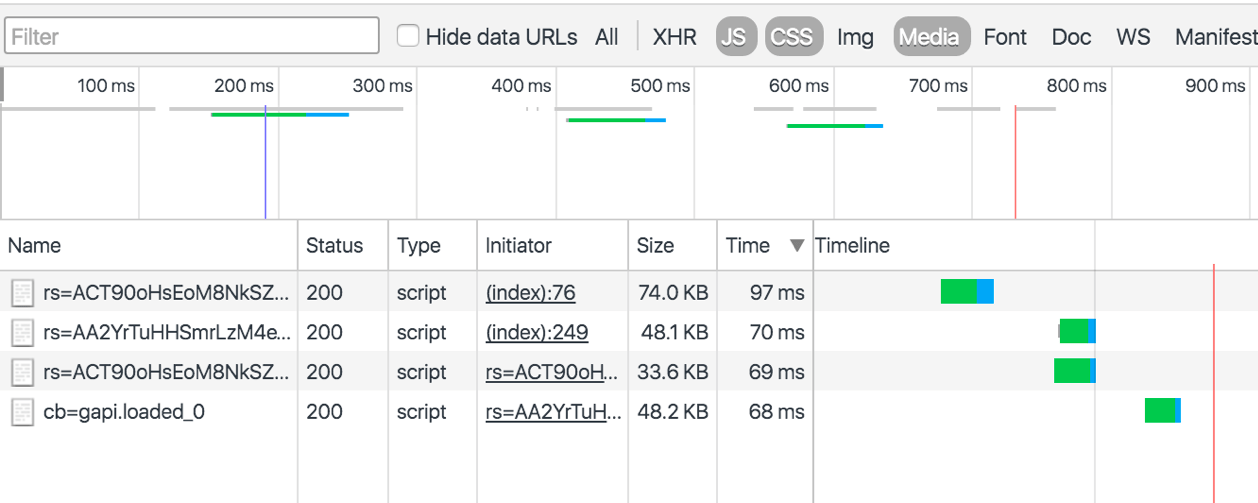 Filter Hide data URLs All XHR JS CSS Img Media Font Doc WS Manifest
100 ms 200 ms 300 ms 400 ms 500 ms 600 ms 700 ms 800 ms 900 ms
Name Status Type Initiator Size Time ▼ Timeline
rs=ACT90oHsEoM8NkSZ... 200 script (index):76 74.0 KB 97 ms
rs=AA2YrTuHHSmrLzM4e... 200 script (index):249 48.1 KB 70 ms
rs=ACT90oHsEoM8NkSZ... 200 script rs=ACT90oH... 33.6 KB 69 ms
cb=gapi.loaded_0 200 script rs=AA2YrTuH... 48.2 KB 68 ms